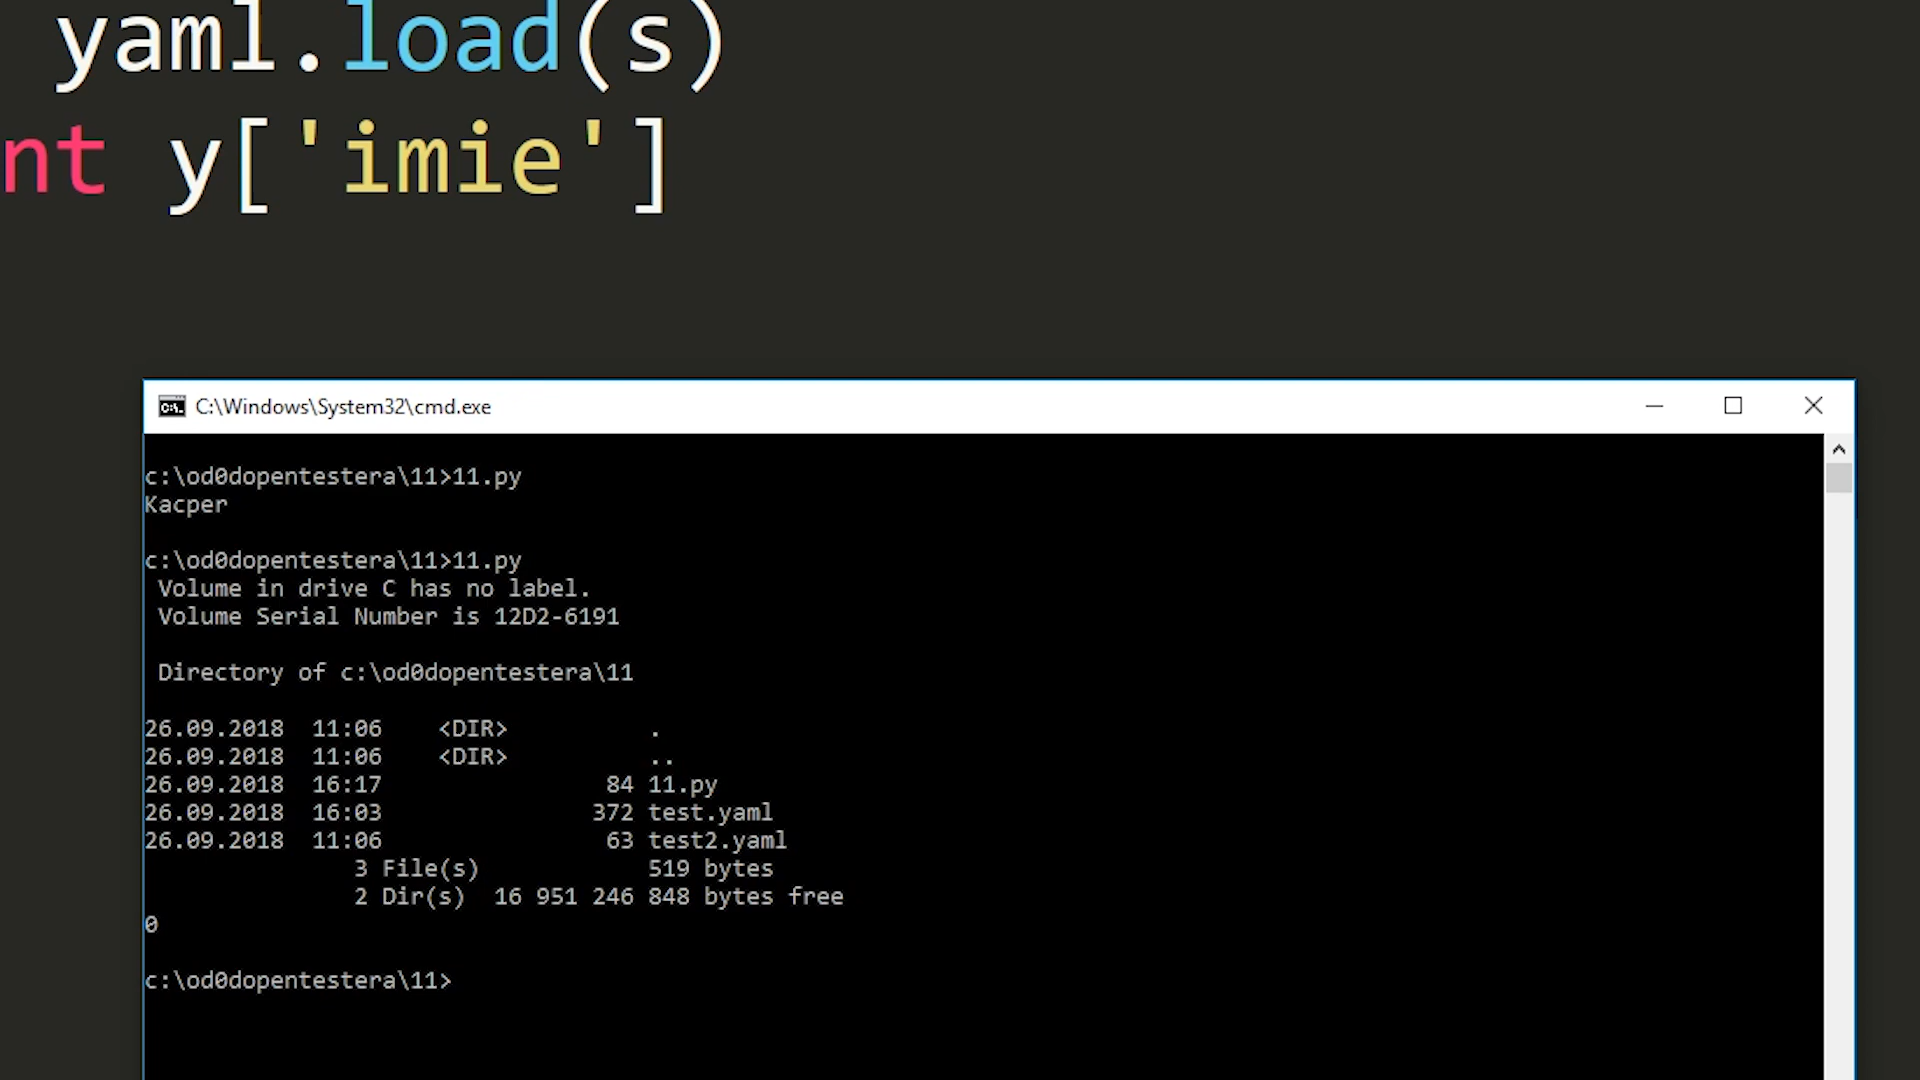 yaml.load(s)
nt y['imie']
C:\Windows\System32\cmd.exe
c:\od0dopentestera\11>11.py
Kacper
c:\od0dopentestera\11>11.py
Volume in drive C has no label.
Volume Serial Number is 12D2-6191
Directory of c:\od0dopentestera\11
26.09.2018  11:06    <DIR>          .
26.09.2018  11:06    <DIR>          ..
26.09.2018  16:17                84 11.py
26.09.2018  16:03               372 test.yaml
26.09.2018  11:06                63 test2.yaml
3 File(s)            519 bytes
2 Dir(s)  16 951 246 848 bytes free
0
c:\od0dopentestera\11>